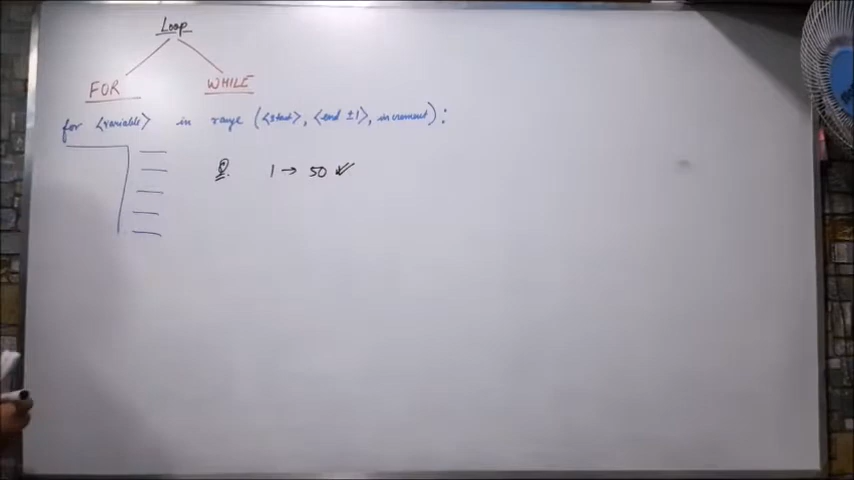 Loop
FOR WHILE
for <variable> in range (<start>, <end ±1>, increment):
Q. 1 → 50 ✓